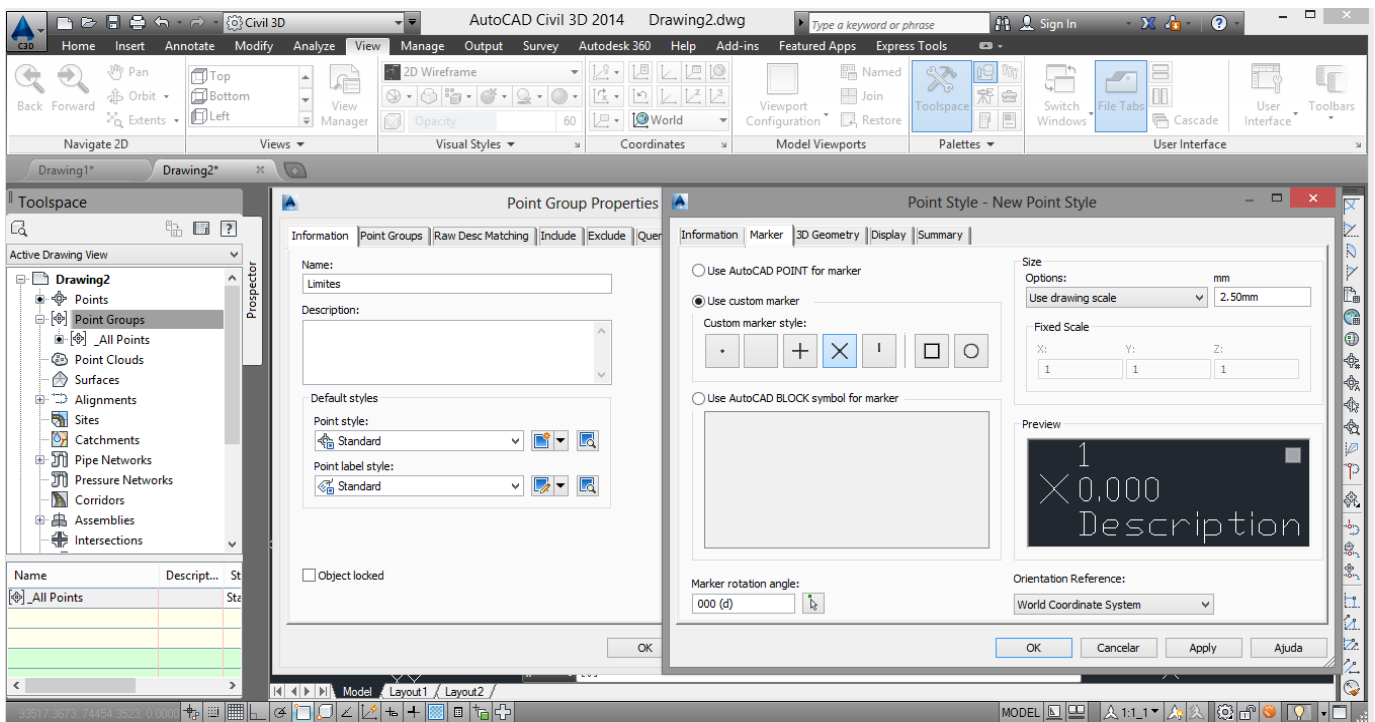 Civil 3D
AutoCAD Civil 3D 2014 Drawing2.dwg
Type a keyword or phrase
Sign In
C3D
Home Insert Annotate Modify Analyze View Manage Output Survey Autodesk 360 Help Add-ins Featured Apps Express Tools
Back Forward
Pan
Orbit
Extents
Navigate 2D
Top
Bottom
Left
View Manager
Views
2D Wireframe
Opacity 60
Visual Styles
World
Coordinates
Viewport Configuration
Named
Join
Restore
Model Viewports
Toolspace
Palettes
Switch Windows
File Tabs
Cascade
User Interface
Toolbars
User Interface
Drawing1*
Drawing2*
Toolspace
Active Drawing View
Prospector
Drawing2
Points
Point Groups
_All Points
Point Clouds
Surfaces
Alignments
Sites
Catchments
Pipe Networks
Pressure Networks
Corridors
Assemblies
Intersections
Name Descript... St
_All Points Sta
Point Group Properties
Information Point Groups Raw Desc Matching Include Exclude Quer
Name:
Limites
Description:
Default styles
Point style:
Standard
Point label style:
Standard
Object locked
OK
Point Style - New Point Style
Information Marker 3D Geometry Display Summary
Use AutoCAD POINT for marker
Use custom marker
Custom marker style:
Use AutoCAD BLOCK symbol for marker
Marker rotation angle:
000 (d)
Size
Options: mm
Use drawing scale 2.50mm
Fixed Scale
X: Y: Z:
1 1 1
Preview
1
0.000
Description
Orientation Reference:
World Coordinate System
OK Cancelar Apply Ajuda
Model Layout1 Layout2
93517.3673, 74454.3523, 0.0000
MODEL
1:1_1